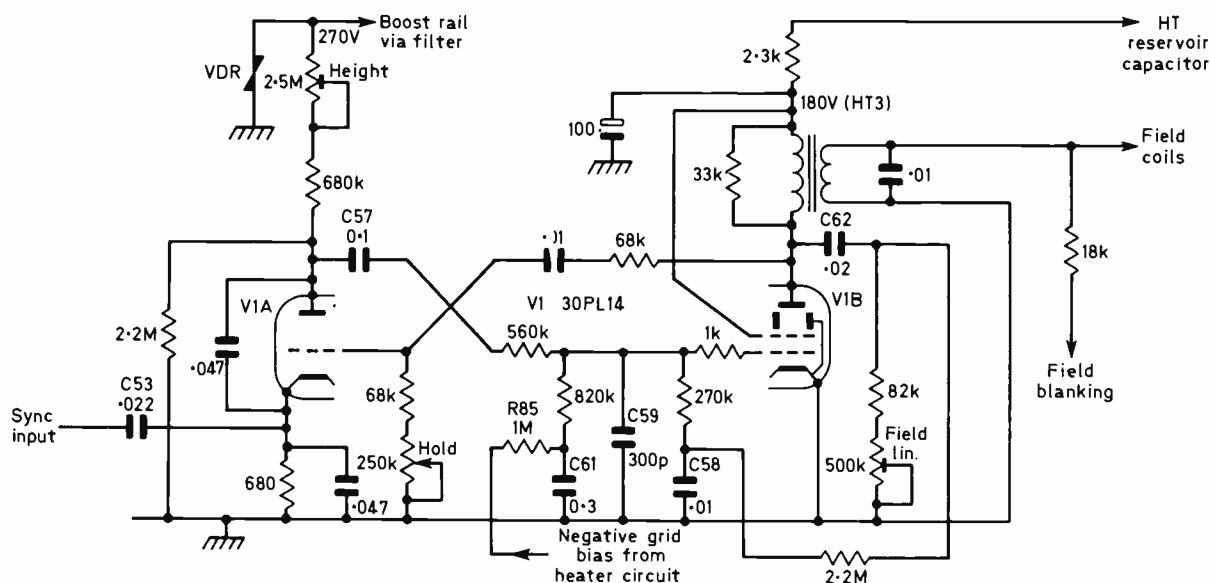 Boost rail
via filter
270V
VDR
2·5M
Height
680k
C57
0·1
2·2M
V1A
·047
C53
·022
Sync
input
680
·047
68k
Hold
250k
V1 30PL14
·01
68k
560k
R85
1M
820k
C61
0·3
C59
300p
270k
C58
·01
1k
Negative grid
bias from
heater circuit
2·2M
2·3k
HT
reservoir
capacitor
180V (HT3)
100
33k
C62
·02
V1B
82k
Field
lin.
500k
·01
Field
coils
18k
Field
blanking